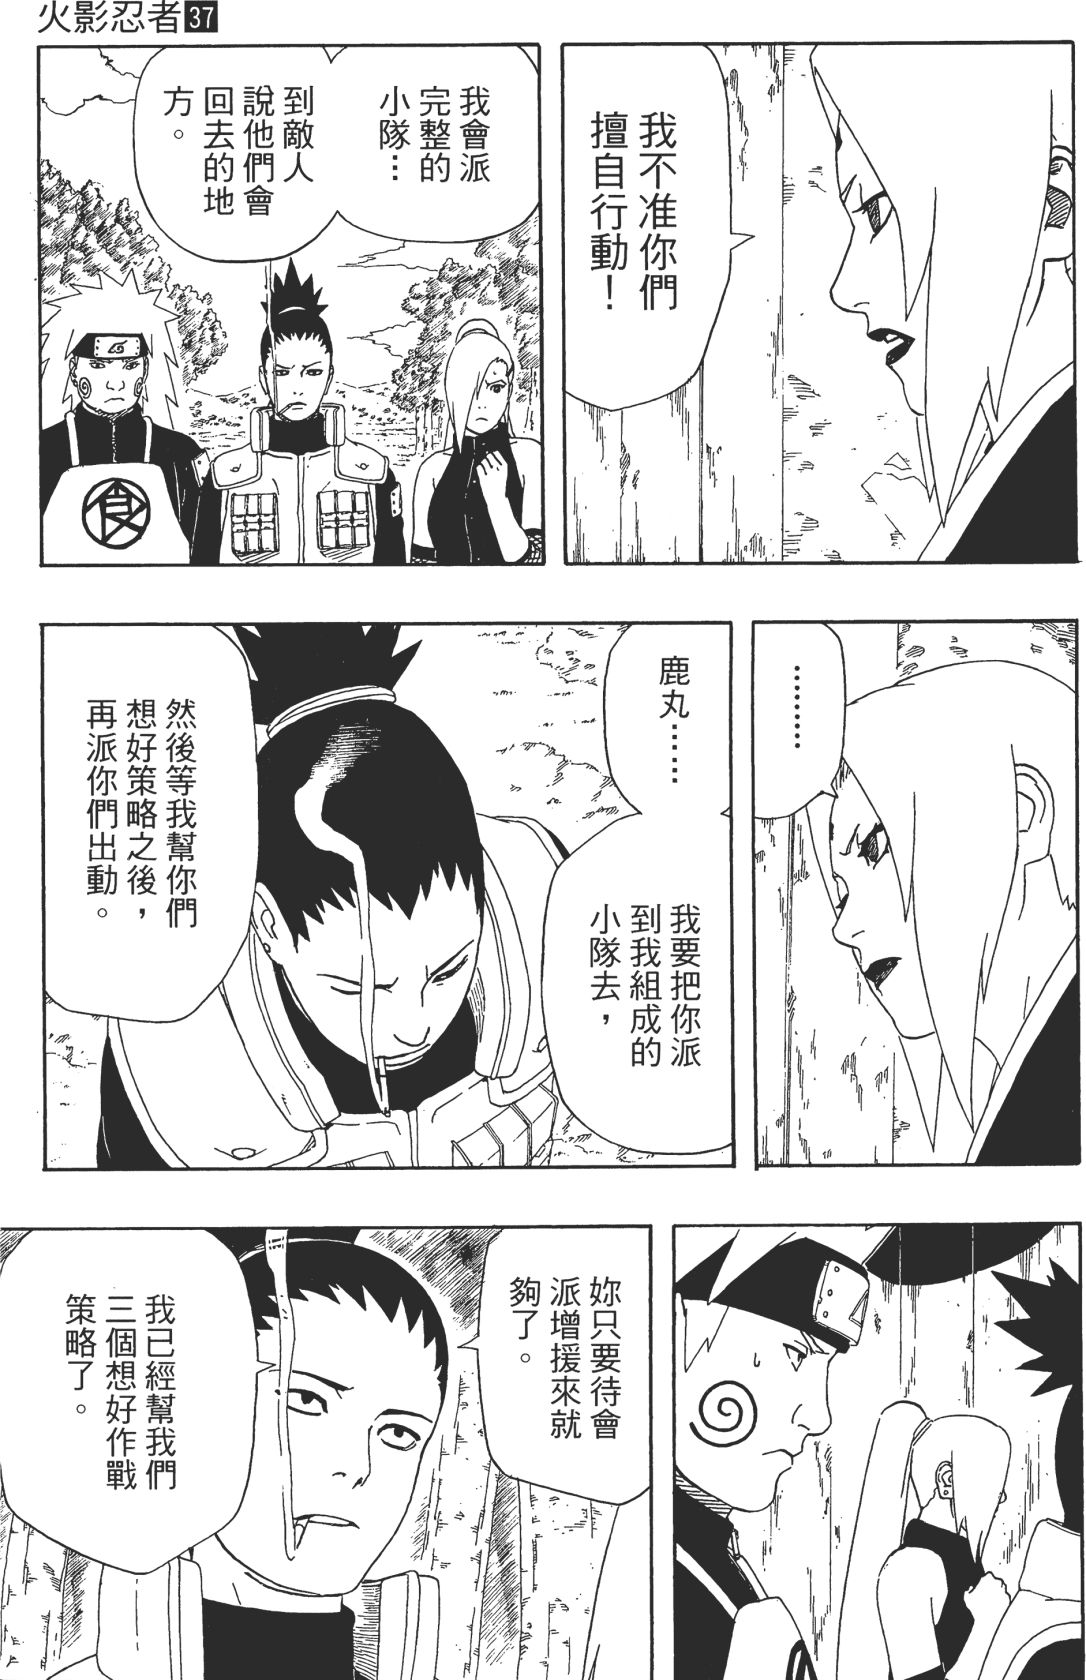 火影忍者37
我不准你們
擅自行動！
我會派
完整的
小隊…
到敵人
說他們會
回去的地
方。
………
鹿丸……
我要把你派
到我組成的
小隊去，
然後等我幫你們
想好策略之後，
再派你們出動。
妳只要待會
派增援來就
夠了。
我已經幫我們
三個想好作戰
策略了。
食